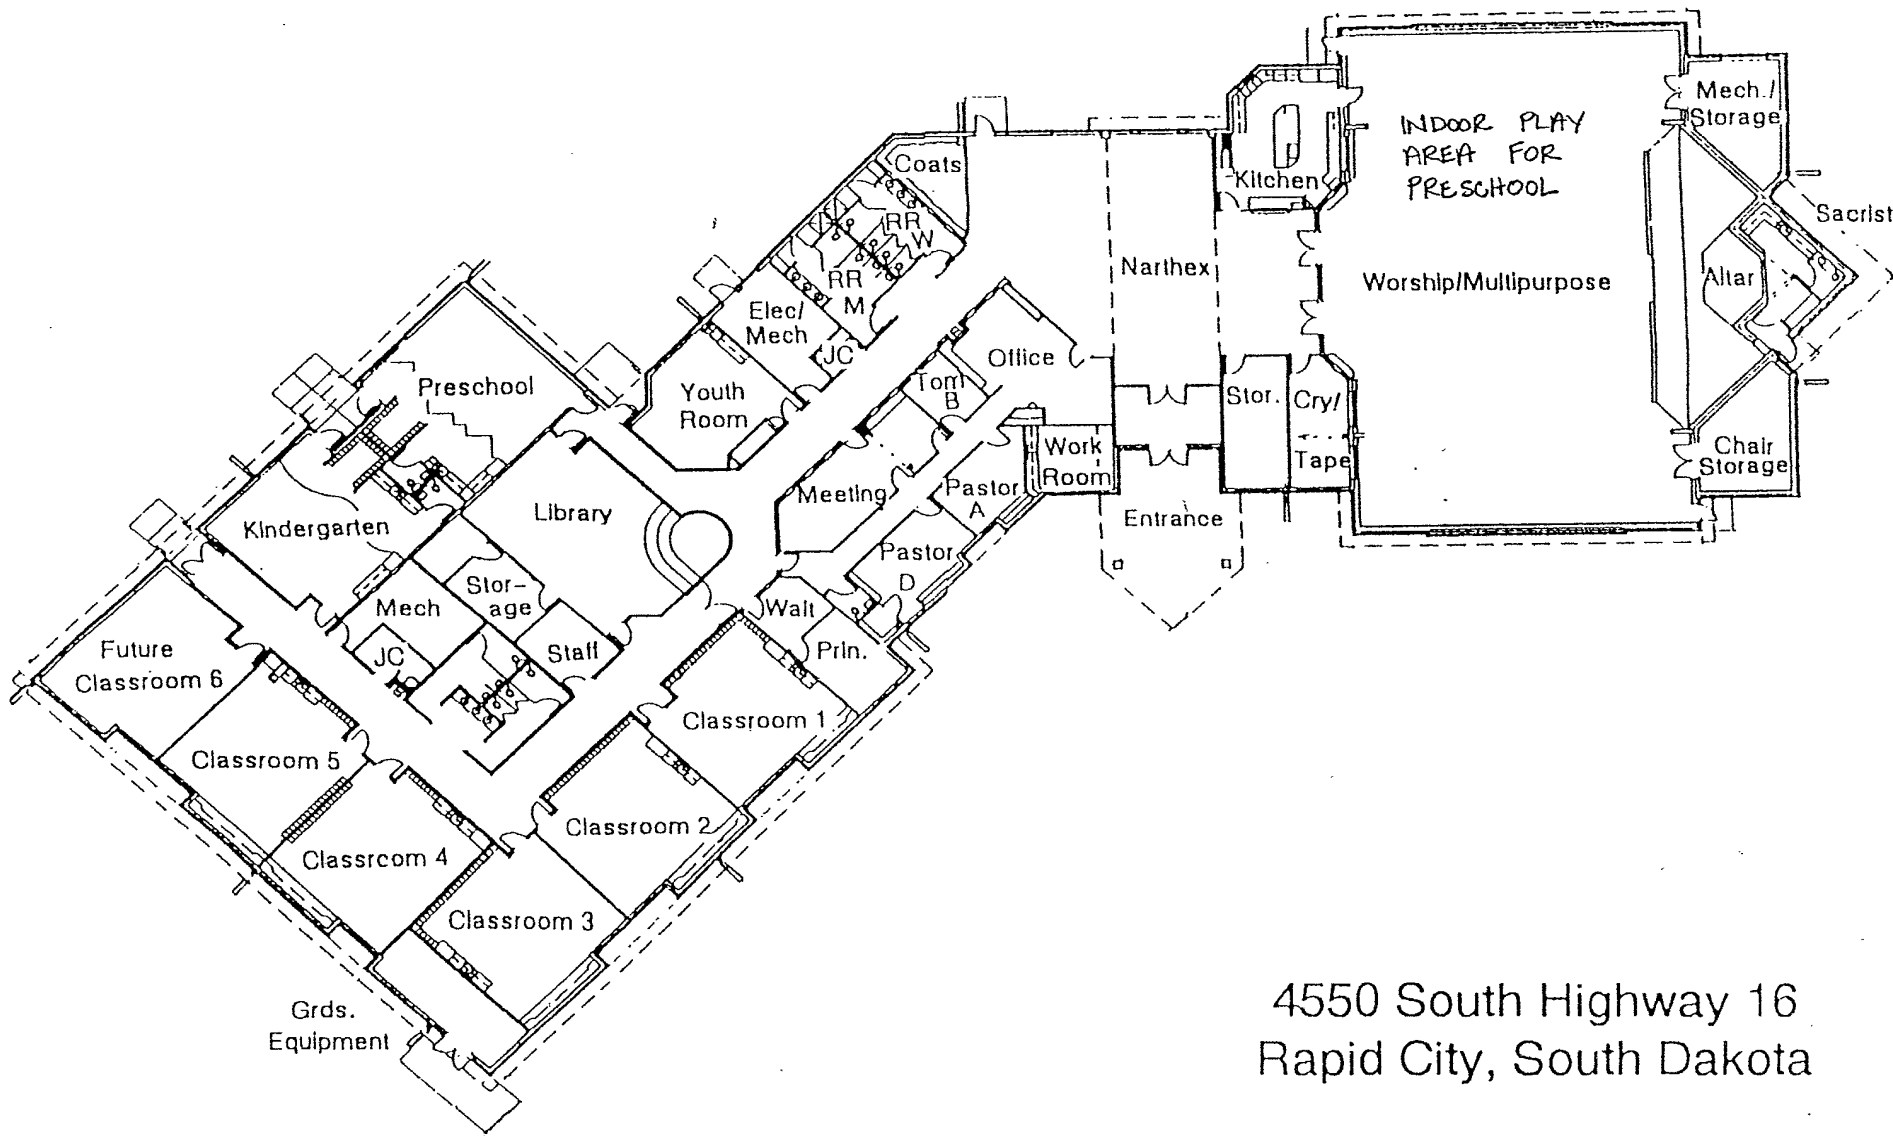 Mech./
Storage
INDOOR PLAY
AREA FOR
PRESCHOOL
Coats
Kitchen
RR
W
Sacrist
Narthex
RR
M
Worship/Multipurpose
Altar
Elec/
Mech
JC
Office
Preschool
Youth
Room
Tom
B
Stor.
Cry/
Tape
Work
Room
Chair
Storage
Meeting
Pastor
A
Entrance
Library
Kindergarten
Pastor
D
Stor-
age
Mech
Wait
Staff
Prin.
JC
Future
Classroom 6
Classroom 1
Classroom 5
Classroom 2
Classroom 4
Classroom 3
Grds.
Equipment
4550 South Highway 16
Rapid City, South Dakota